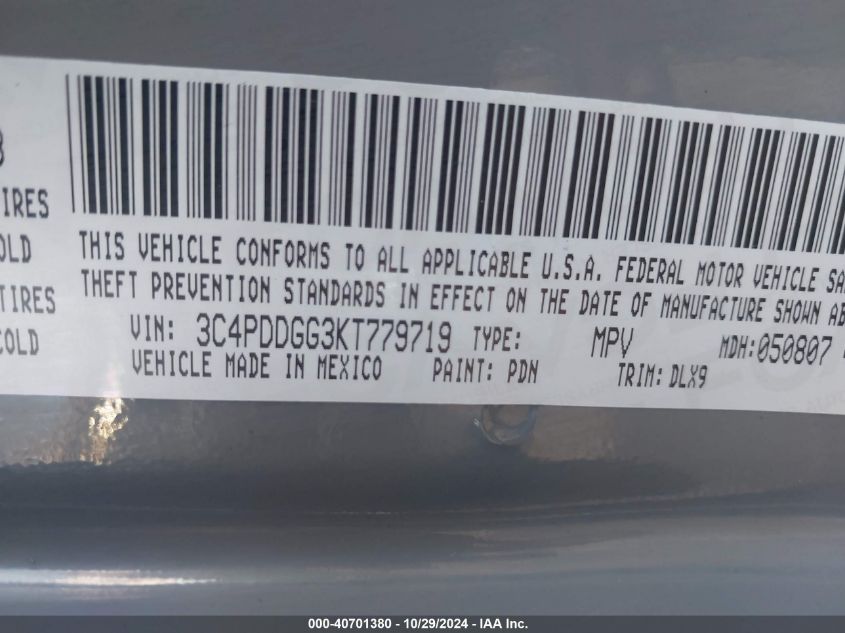 IRES
OLD
TIRES
COLD
THIS VEHICLE CONFORMS TO ALL APPLICABLE U.S.A. FEDERAL MOTOR VEHICLE SA
THEFT PREVENTION STANDARDS IN EFFECT ON THE DATE OF MANUFACTURE SHOWN AB
VIN: 3C4PDDGG3KT779719 TYPE: MPV MDH:050807
VEHICLE MADE IN MEXICO PAINT: PDN TRIM: DLX9
000-40701380 - 10/29/2024 - IAA Inc.